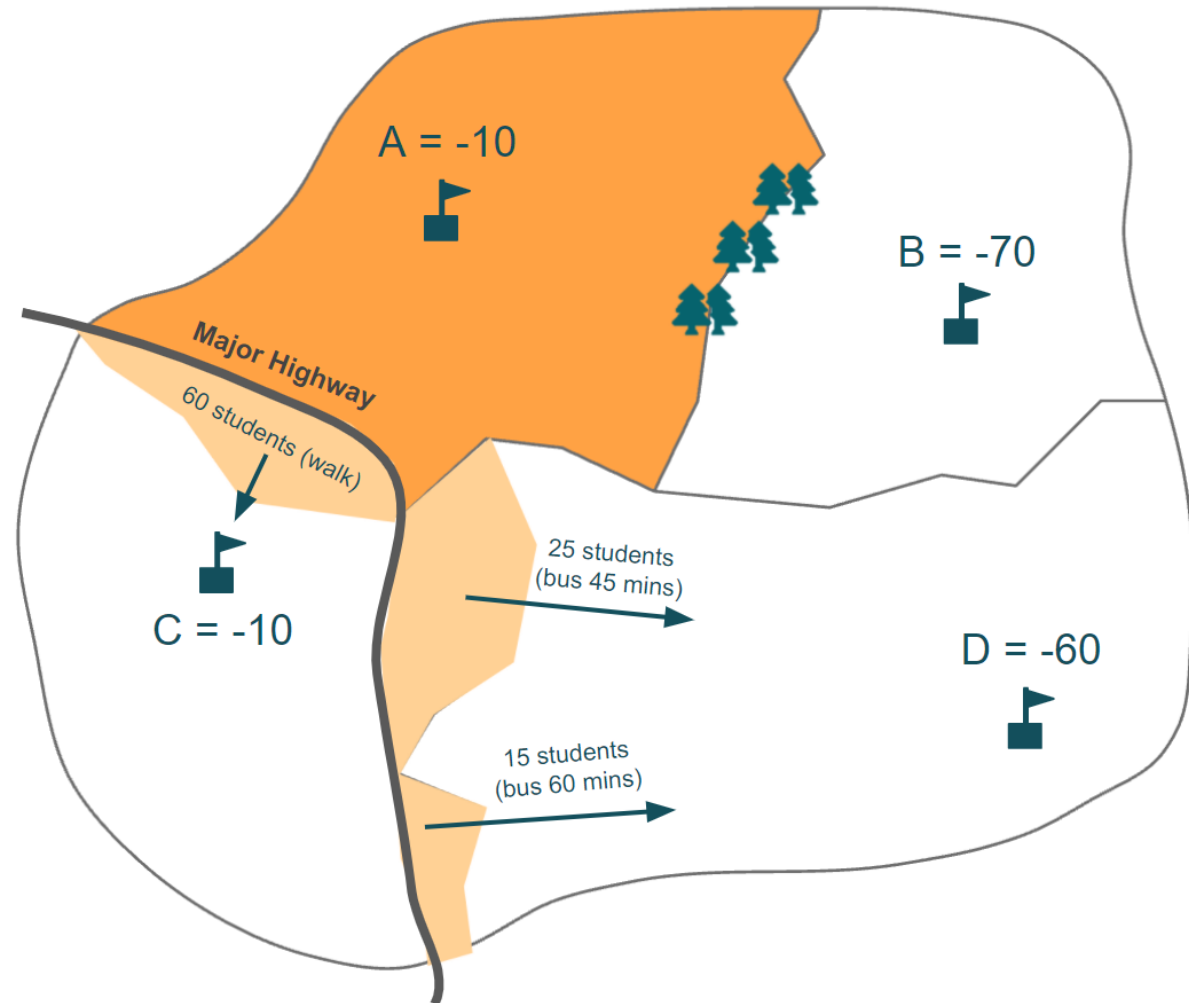 A = -10
B = -70
Major Highway
60 students (walk)
25 students
(bus 45 mins)
C = -10
D = -60
15 students
(bus 60 mins)